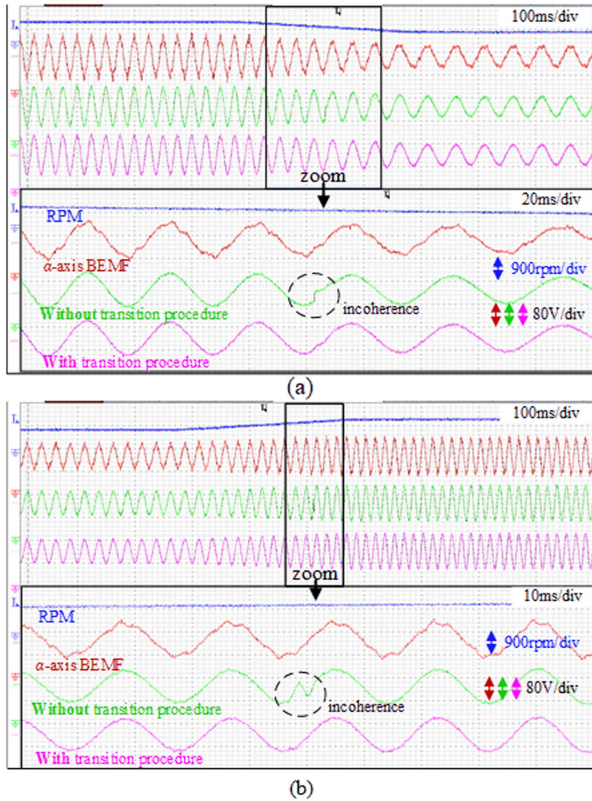 100ms/div
zoom
20ms/div
RPM
α-axis BEMF
900rpm/div
Without transition procedure
incoherence
80V/div
With transition procedure
(a)
100ms/div
zoom
10ms/div
RPM
900rpm/div
α-axis BEMF
80V/div
Without transition procedure
incoherence
With transition procedure
(b)